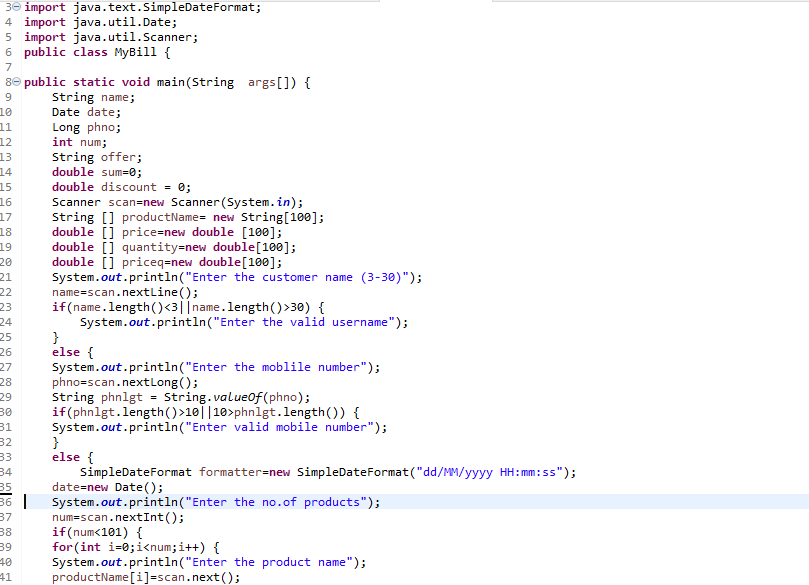 3 import java.text.SimpleDateFormat;
4 import java.util.Date;
5 import java.util.Scanner;
6 public class MyBill {
7
8 public static void main(String  args[]) {
9     String name;
10     Date date;
11     Long phno;
12     int num;
13     String offer;
14     double sum=0;
15     double discount = 0;
16     Scanner scan=new Scanner(System.in);
17     String [] productName= new String[100];
18     double [] price=new double [100];
19     double [] quantity=new double[100];
20     double [] priceq=new double[100];
21     System.out.println("Enter the customer name (3-30)");
22     name=scan.nextLine();
23     if(name.length()<3||name.length()>30) {
24         System.out.println("Enter the valid username");
25     }
26     else {
27     System.out.println("Enter the moblile number");
28     phno=scan.nextLong();
29     String phnlgt = String.valueOf(phno);
30     if(phnlgt.length()>10||10>phnlgt.length()) {
31     System.out.println("Enter valid mobile number");
32     }
33     else {
34         SimpleDateFormat formatter=new SimpleDateFormat("dd/MM/yyyy HH:mm:ss");
35     date=new Date();
36     System.out.println("Enter the no.of products");
37     num=scan.nextInt();
38     if(num<101) {
39     for(int i=0;i<num;i++) {
40     System.out.println("Enter the product name");
41     productName[i]=scan.next();